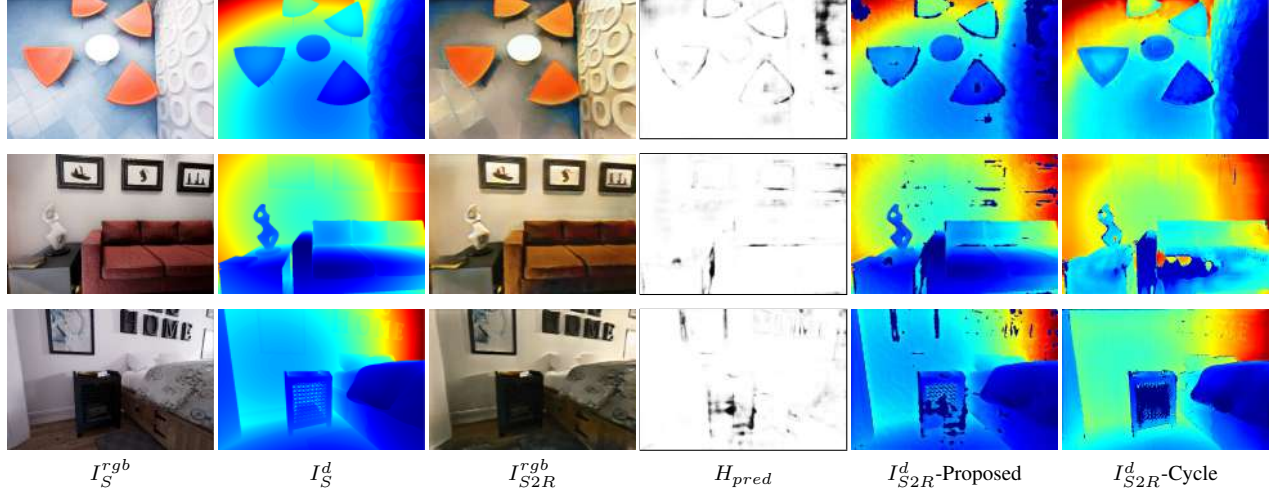 HOME
HOME
$I_S^{rgb}$ $I_S^d$ $I_{S2R}^{rgb}$ $H_{pred}$ $I_{S2R}^d$-Proposed $I_{S2R}^d$-Cycle